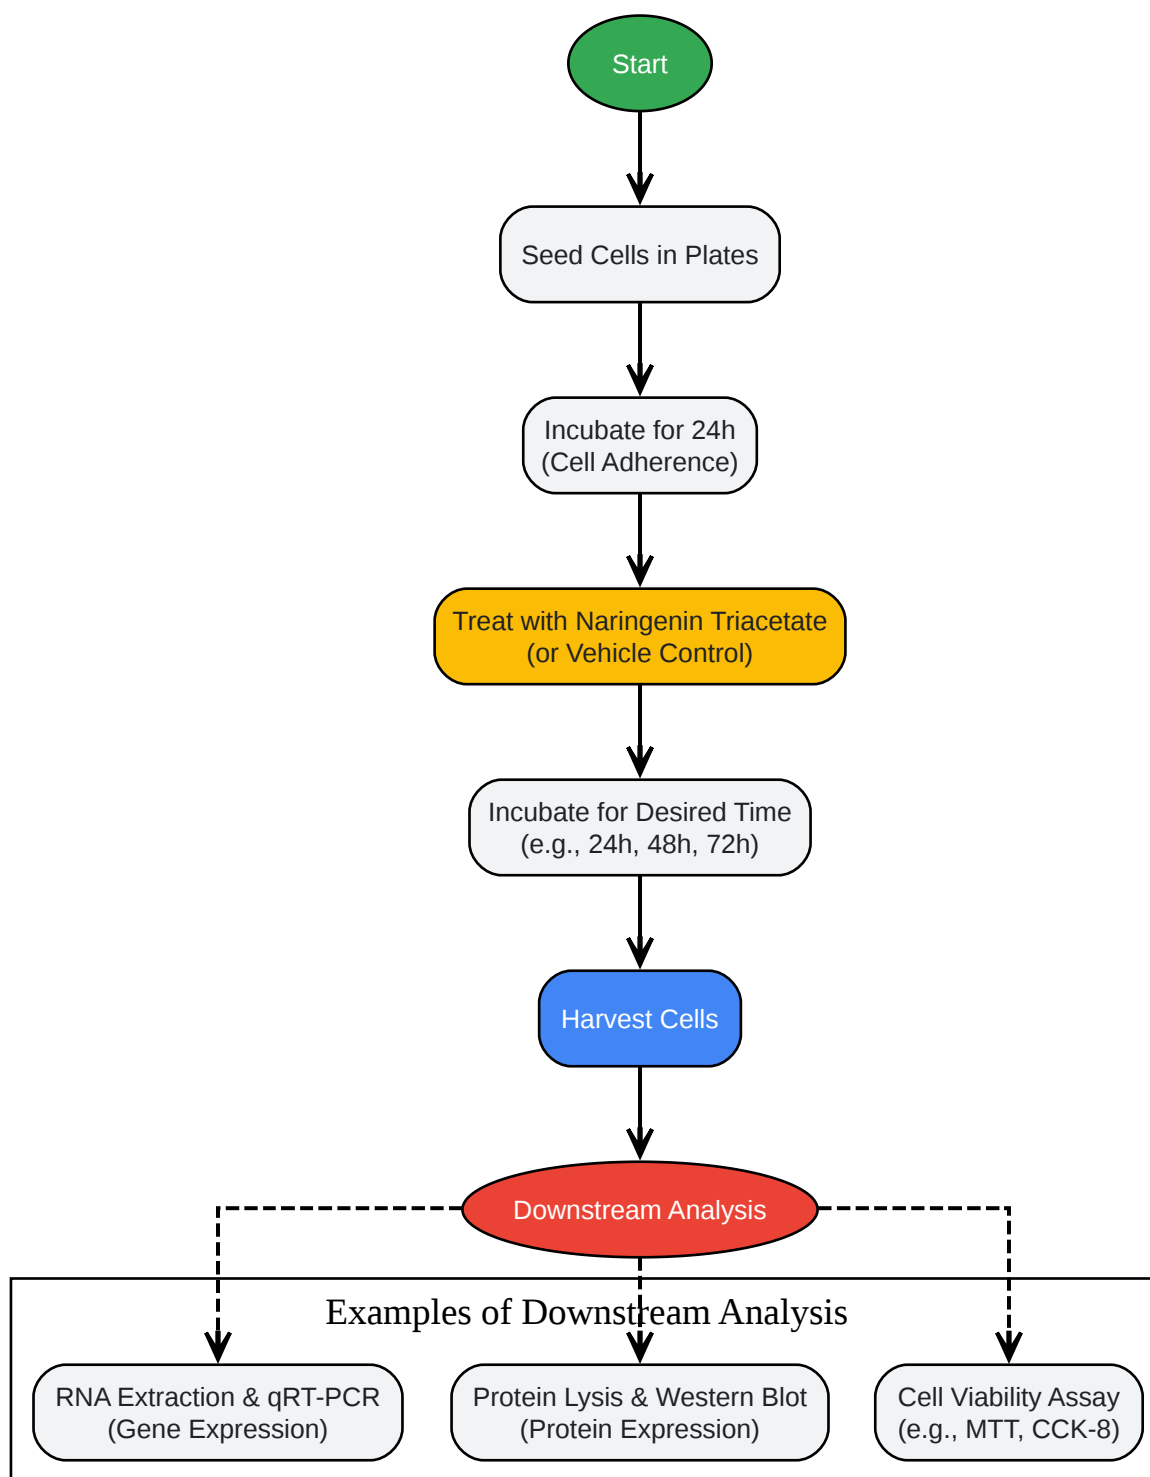 Start
Seed Cells in Plates
Incubate for 24h
(Cell Adherence)
Treat with Naringenin Triacetate
(or Vehicle Control)
Incubate for Desired Time
(e.g., 24h, 48h, 72h)
Harvest Cells
Downstream Analysis
Examples of Downstream Analysis
RNA Extraction & qRT-PCR
(Gene Expression)
Protein Lysis & Western Blot
(Protein Expression)
Cell Viability Assay
(e.g., MTT, CCK-8)